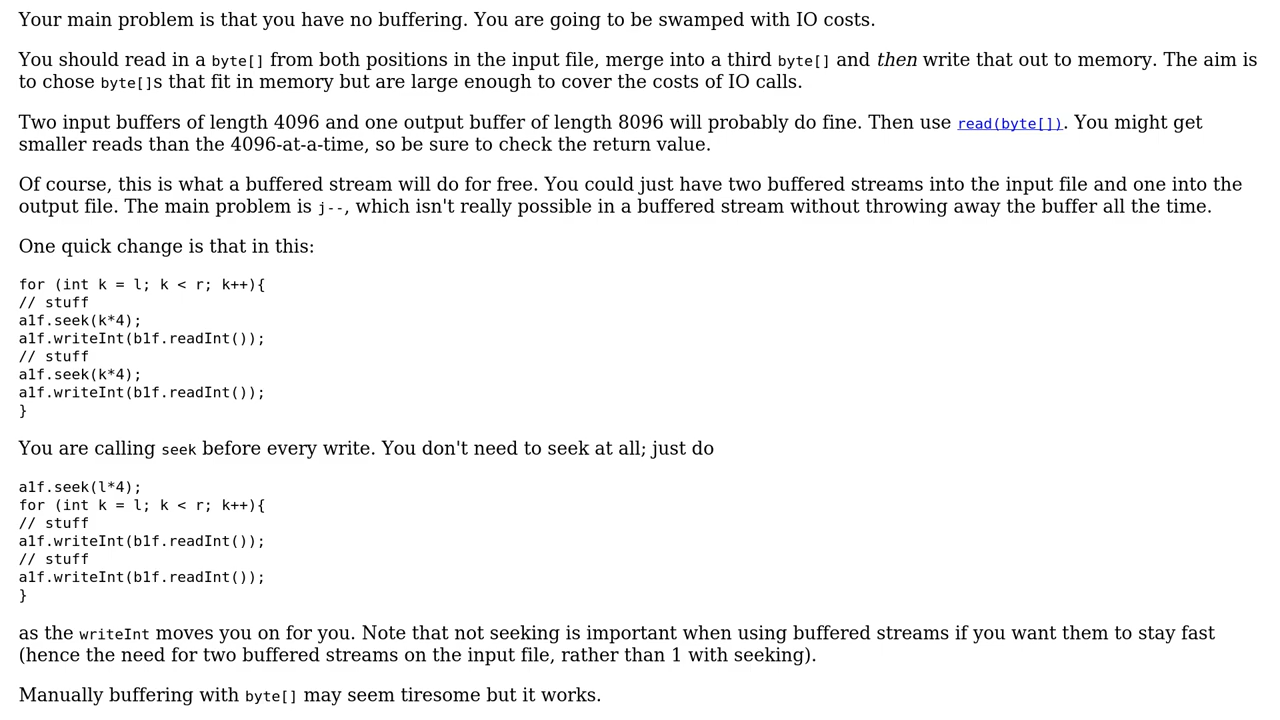 Your main problem is that you have no buffering. You are going to be swamped with IO costs.
You should read in a byte[] from both positions in the input file, merge into a third byte[] and then write that out to memory. The aim is
to chose byte[]s that fit in memory but are large enough to cover the costs of IO calls.
Two input buffers of length 4096 and one output buffer of length 8096 will probably do fine. Then use read(byte[]). You might get
smaller reads than the 4096-at-a-time, so be sure to check the return value.
Of course, this is what a buffered stream will do for free. You could just have two buffered streams into the input file and one into the
output file. The main problem is j--, which isn't really possible in a buffered stream without throwing away the buffer all the time.
One quick change is that in this:
for (int k = l; k < r; k++){
// stuff
a1f.seek(k*4);
a1f.writeInt(b1f.readInt());
// stuff
a1f.seek(k*4);
a1f.writeInt(b1f.readInt());
}
You are calling seek before every write. You don't need to seek at all; just do
a1f.seek(l*4);
for (int k = l; k < r; k++){
// stuff
a1f.writeInt(b1f.readInt());
// stuff
a1f.writeInt(b1f.readInt());
}
as the writeInt moves you on for you. Note that not seeking is important when using buffered streams if you want them to stay fast
(hence the need for two buffered streams on the input file, rather than 1 with seeking).
Manually buffering with byte[] may seem tiresome but it works.